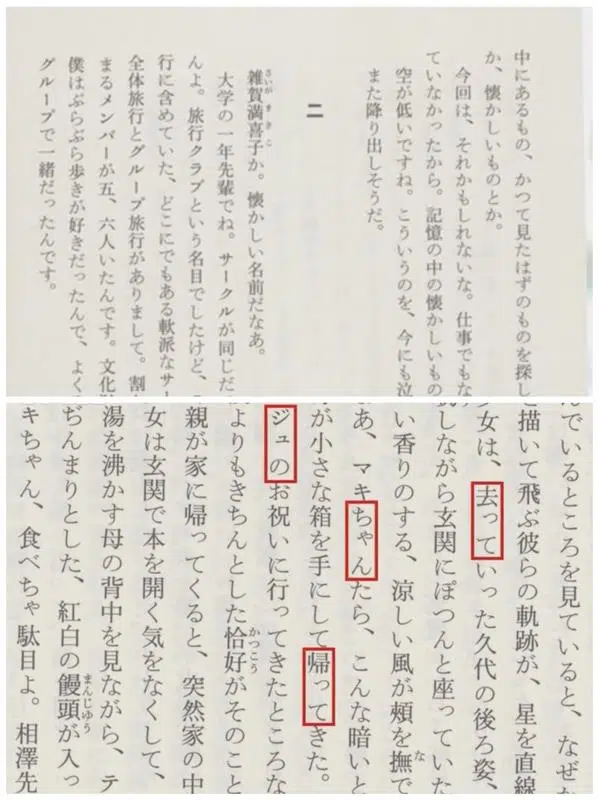 中にあるもの、かつて見たはずのものを探し
か、懐かしいものとか。
今回は、それかもしれないな。仕事でもな
ていなかったから。記憶の中の懐かしいもの
空が低いですね。こういうのを、今にも泣
また降り出しそうだ。
二
雑賀満喜子か。懐かしい名前だなあ。
さいがまきこ
大学の一年先輩でね。サークルが同じだ
んよ。旅行クラブという名目でしたけど、
行に含めていた、どこにでもある軟派なサー
全体旅行とグループ旅行がありまして。割
まるメンバーが五、六人いたんです。文化
僕はぶらぶら歩きが好きだったんで、よく
グループで一緒だったんです。
んでいるところを見ていると、なぜか
描いて飛ぶ彼らの軌跡が、星を直線
女は、去っていった久代の後ろ姿、
しながら玄関にぽつんと座っていた
い香りのする、涼しい風が頰を撫で
な
あ、マキちゃんたら、こんな暗いと
が小さな箱を手にして帰ってきた。
ジュのお祝いに行ってきたところな
よりもきちんとした恰好がそのこと
かつこう
親が家に帰ってくると、突然家の中
女は玄関で本を開く気をなくして、
湯を沸かす母の背中を見ながら、テ
ぢんまりとした、紅白の饅頭が入っ
まんじゆう
キちゃん、食べちゃ駄目よ。相澤先